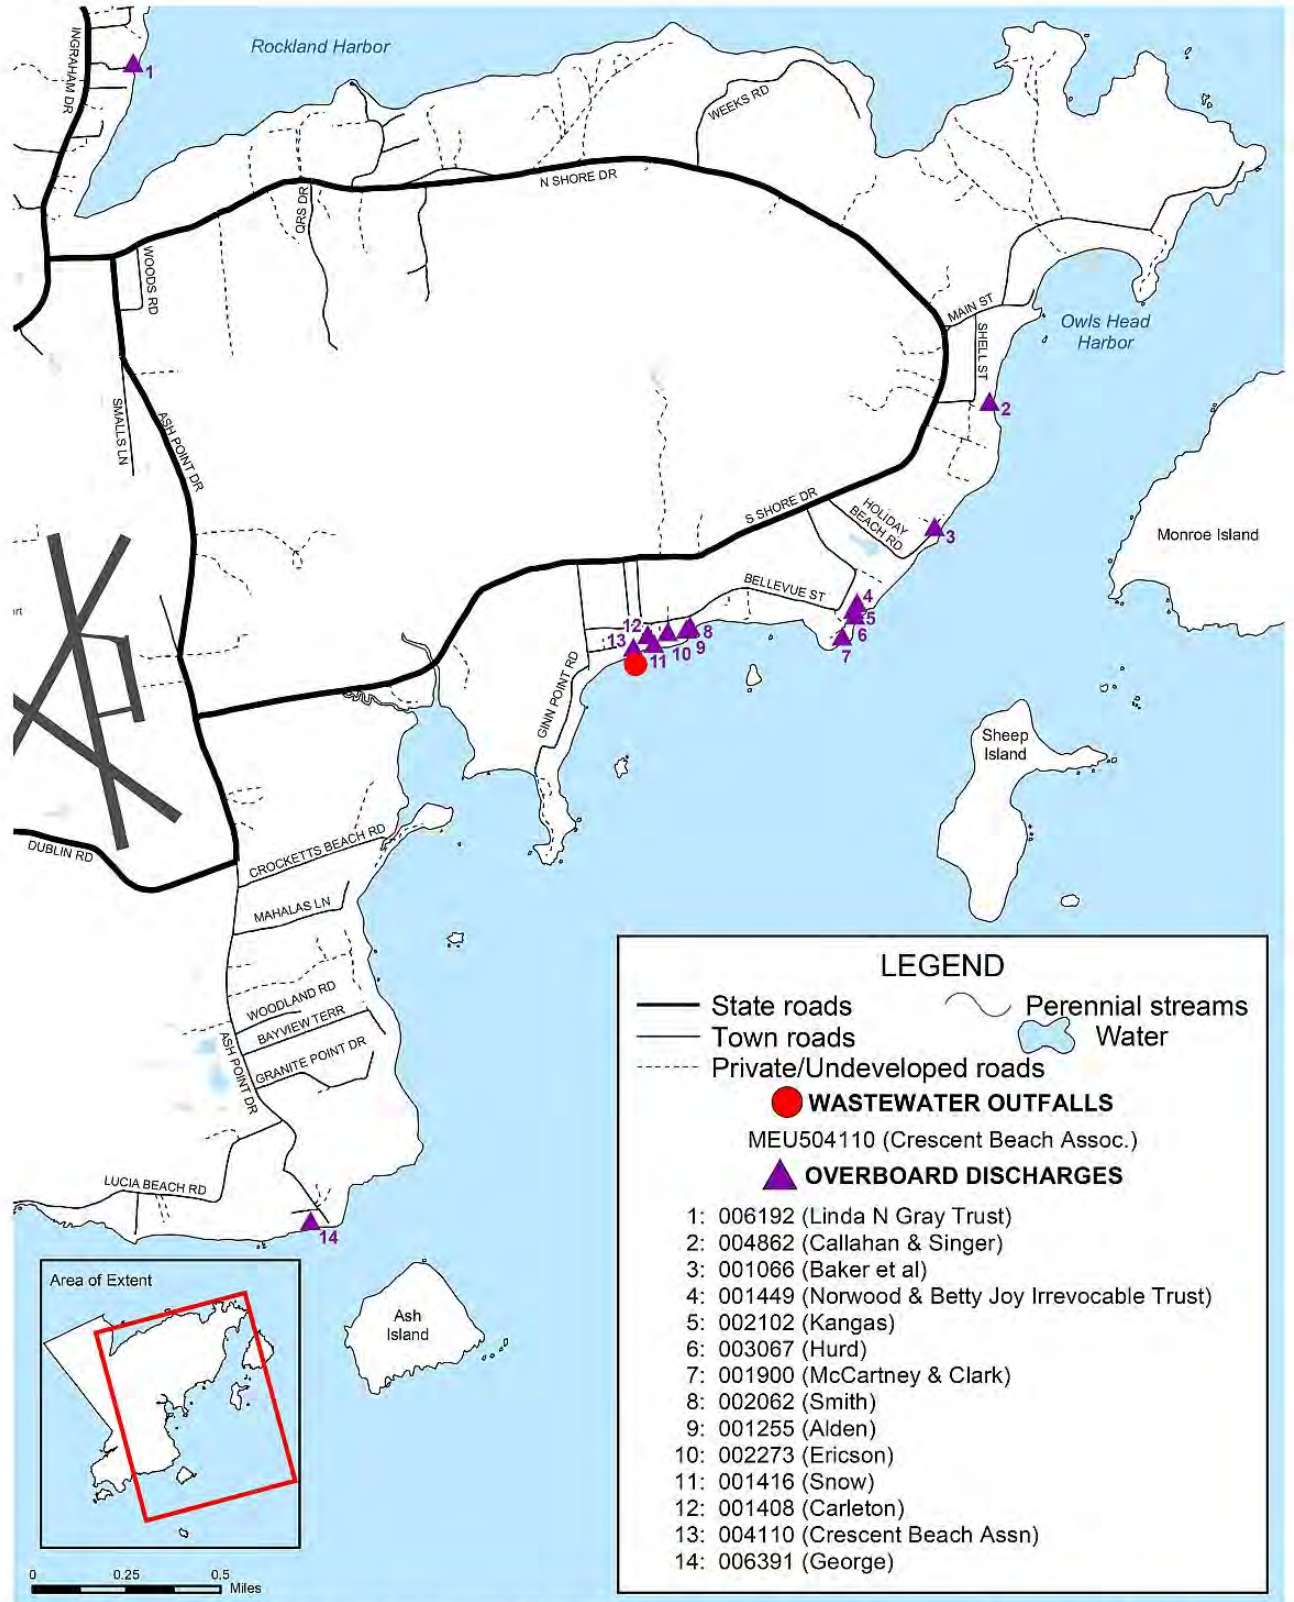 Rockland Harbor
INGRAHAM DR
1
WEEKS RD
N SHORE DR
QRS DR
WOODS RD
MAIN ST
Owls Head
Harbor
SHELL ST
2
SMALLS LN
ASH POINT DR
S SHORE DR
HOLIDAY
BEACH RD
3
Monroe Island
BELLEVUE ST
4
5
6
7
12
8
13
9
10
11
rt
GINN POINT RD
Sheep
Island
DUBLIN RD
CROCKETTS BEACH RD
MAHALAS LN
WOODLAND RD
BAYVIEW TERR
GRANITE POINT DR
ASH POINT DR
LUCIA BEACH RD
14
Ash
Island
Area of Extent
0 0.25 0.5
Miles
LEGEND
State roads
Perennial streams
Town roads
Water
Private/Undeveloped roads
WASTEWATER OUTFALLS
MEU504110 (Crescent Beach Assoc.)
OVERBOARD DISCHARGES
1: 006192 (Linda N Gray Trust)
2: 004862 (Callahan & Singer)
3: 001066 (Baker et al)
4: 001449 (Norwood & Betty Joy Irrevocable Trust)
5: 002102 (Kangas)
6: 003067 (Hurd)
7: 001900 (McCartney & Clark)
8: 002062 (Smith)
9: 001255 (Alden)
10: 002273 (Ericson)
11: 001416 (Snow)
12: 001408 (Carleton)
13: 004110 (Crescent Beach Assn)
14: 006391 (George)